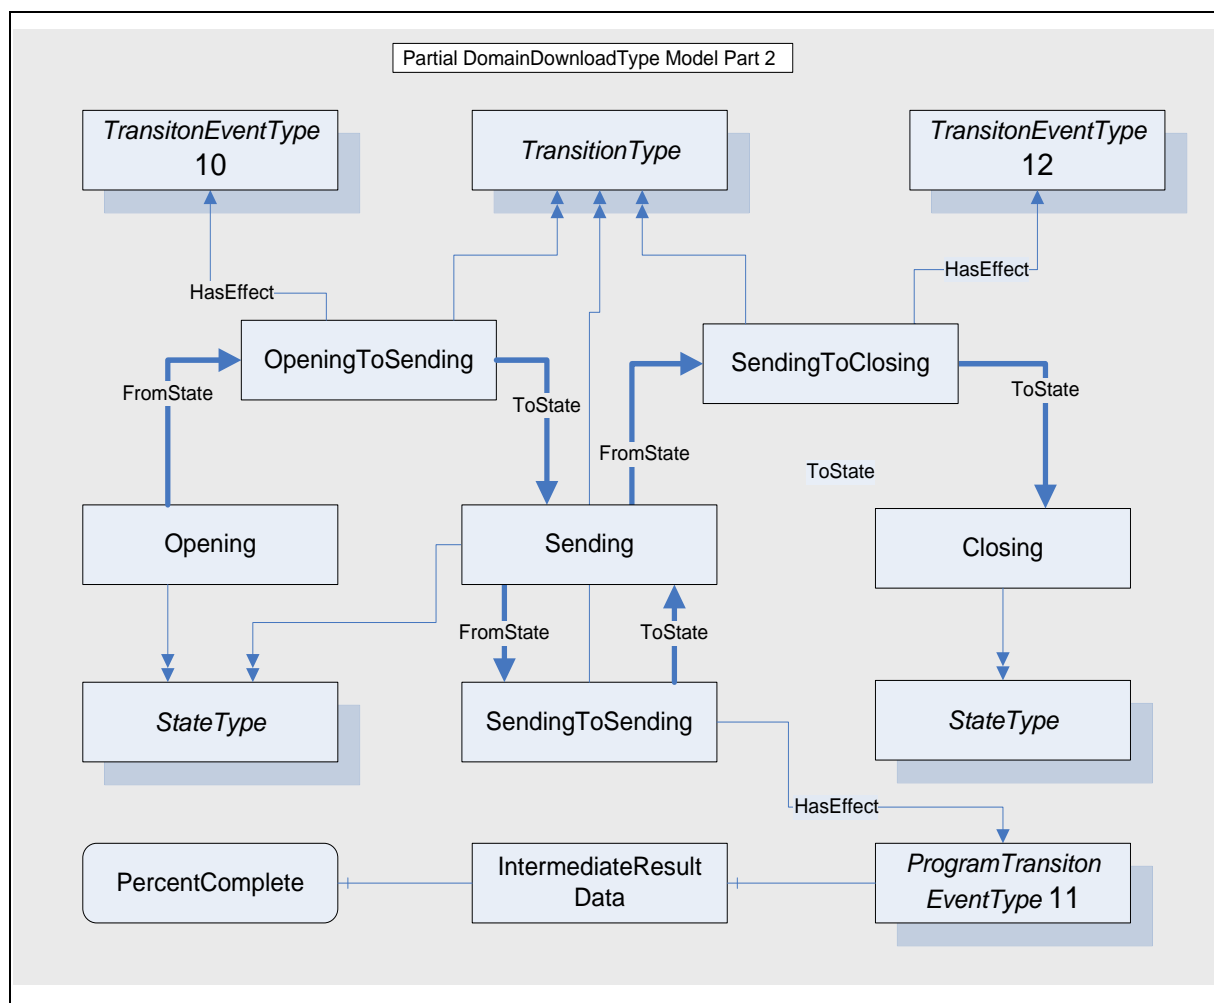 Partial DomainDownloadType Model Part 2
TransitonEventType
10
TransitionType
TransitonEventType
12
HasEffect
HasEffect
OpeningToSending
SendingToClosing
FromState
ToState
ToState
FromState
ToState
Opening
Sending
Closing
FromState
ToState
StateType
SendingToSending
StateType
HasEffect
PercentComplete
IntermediateResult
Data
ProgramTransiton
EventType 11